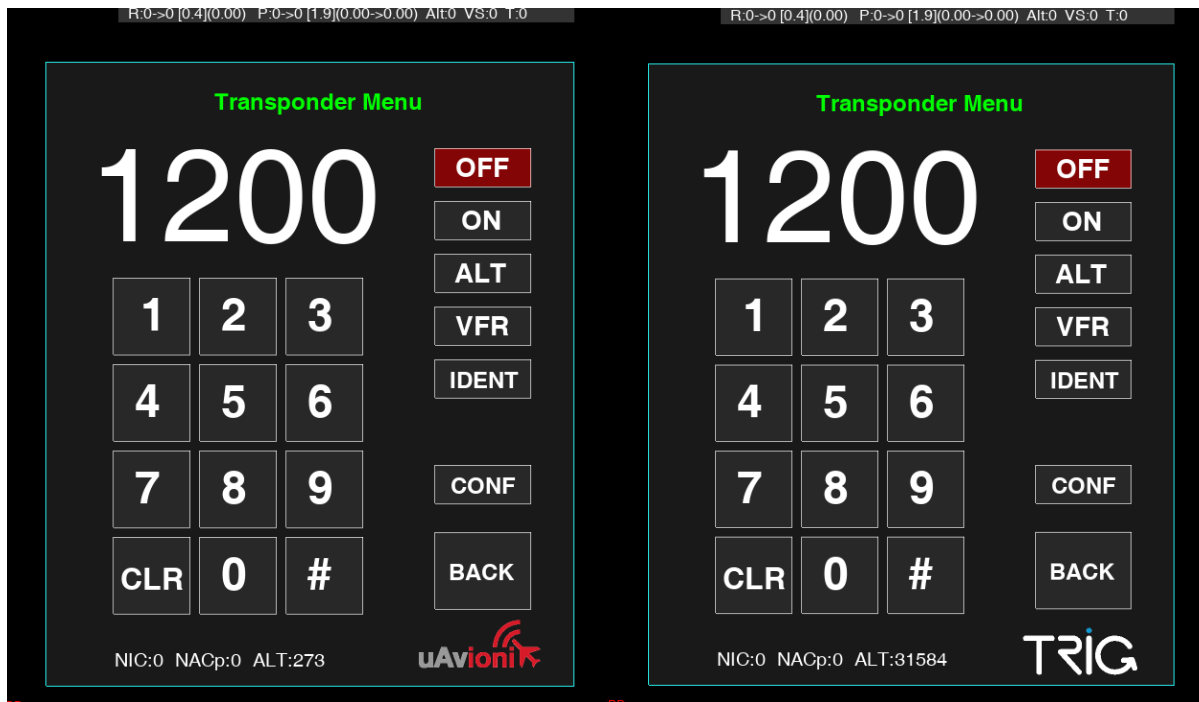 R:0->0 [0.4](0.00) P:0->0 [1.9](0.00->0.00) Alt:0 VS:0 T:0
Transponder Menu
1200
OFF
ON
ALT
VFR
IDENT
1 2 3
4 5 6
7 8 9
CLR 0 #
CONF
BACK
NIC:0 NACp:0 ALT:273
uAvionix
R:0->0 [0.4](0.00) P:0->0 [1.9](0.00->0.00) Alt:0 VS:0 T:0
Transponder Menu
1200
OFF
ON
ALT
VFR
IDENT
1 2 3
4 5 6
7 8 9
CLR 0 #
CONF
BACK
NIC:0 NACp:0 ALT:31584
TRIG